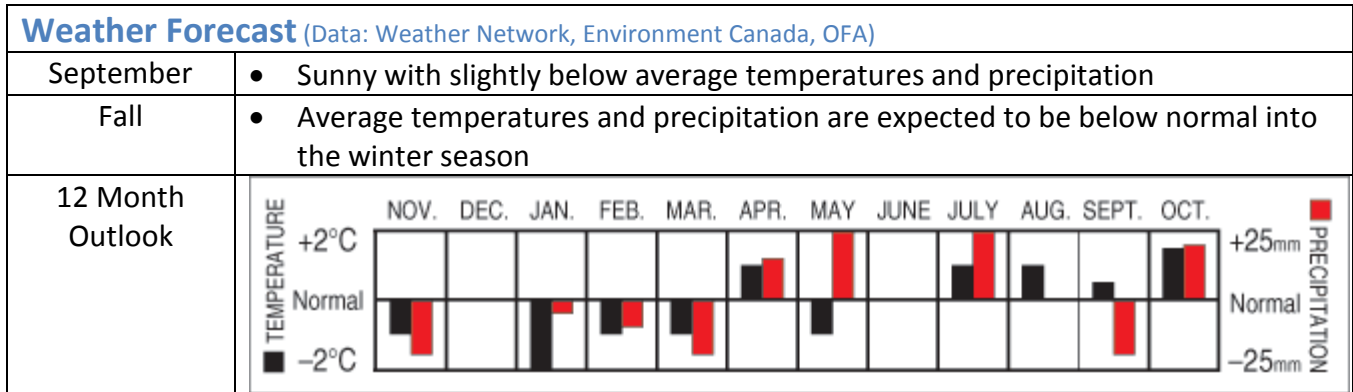 Weather Forecast (Data: Weather Network, Environment Canada, OFA)
September
• Sunny with slightly below average temperatures and precipitation
Fall
• Average temperatures and precipitation are expected to be below normal into
the winter season
12 Month
Outlook
TEMPERATURE
NOV. DEC. JAN. FEB. MAR. APR. MAY JUNE JULY AUG. SEPT. OCT.
+2°C
Normal
−2°C
+25mm
Normal
−25mm
PRECIPITATION